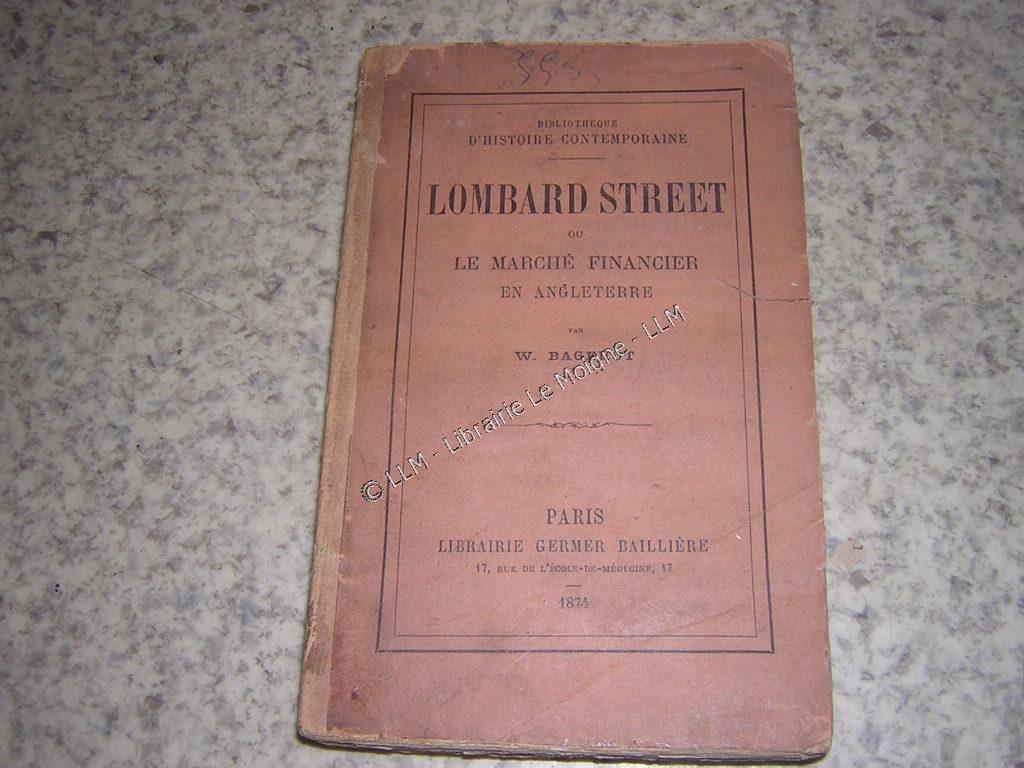 BIBLIOTHÈQUE
D'HISTOIRE CONTEMPORAINE
LOMBARD STREET
OU
LE MARCHÉ FINANCIER
EN ANGLETERRE
PAR
W. BAGEHOT
© LLM - Librairie Le Moigne - LLM
PARIS
LIBRAIRIE GERMER BAILLIÈRE
17, RUE DE L'ÉCOLE-DE-MÉDECINE, 17
1874